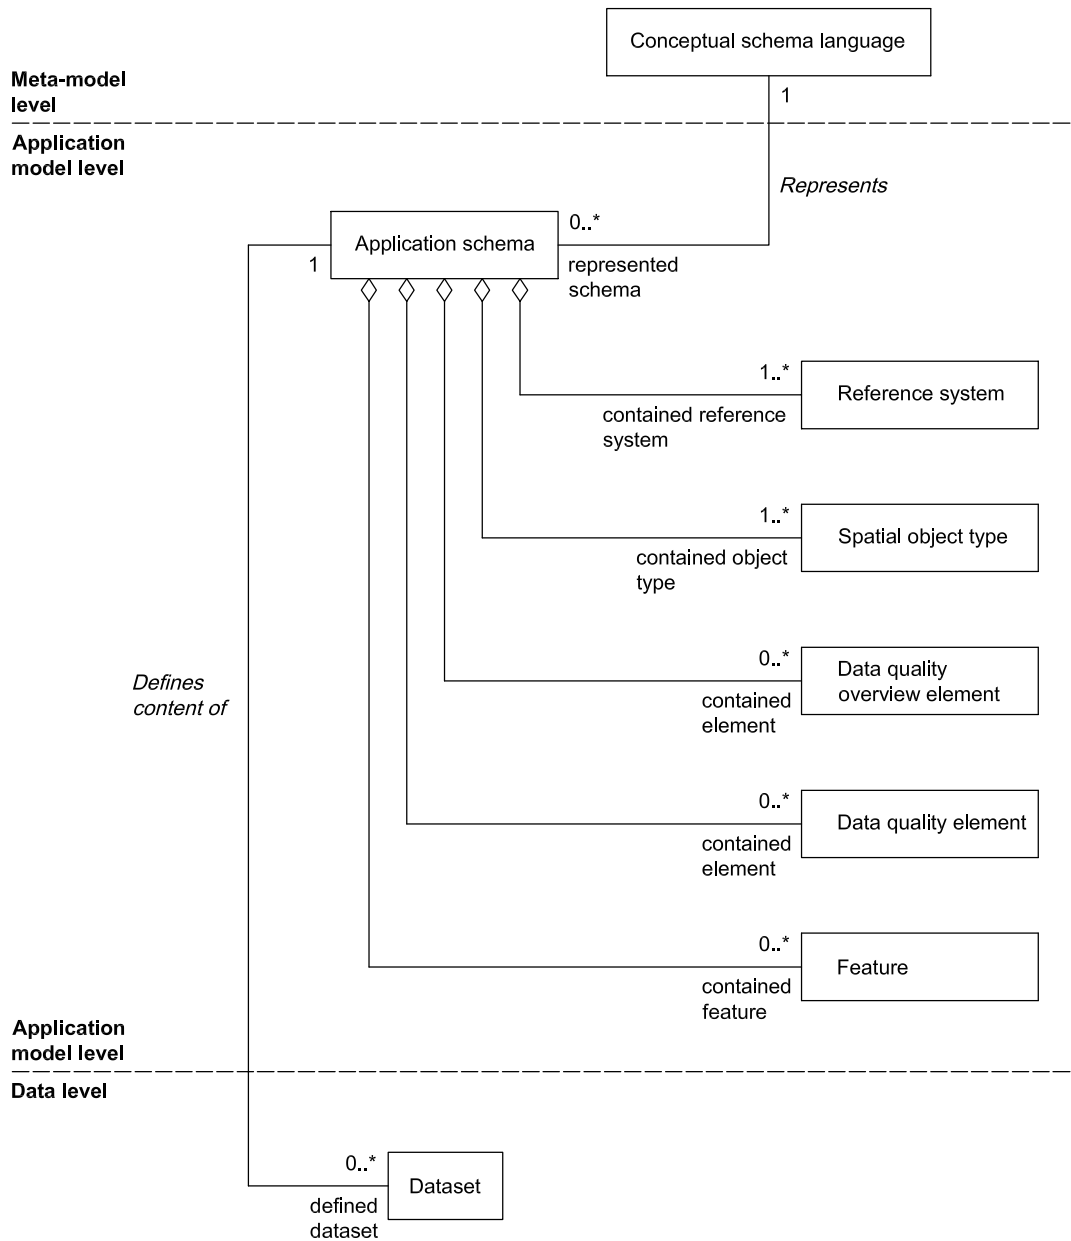 Conceptual schema language
Meta-model
level
1
Application
model level
Represents
0..*
Application schema
1
represented
schema
1..*
Reference system
contained reference
system
1..*
Spatial object type
contained object
type
0..*
Data quality
overview element
contained
element
Defines
content of
0..*
Data quality element
contained
element
0..*
Feature
contained
feature
Application
model level
Data level
0..*
Dataset
defined
dataset